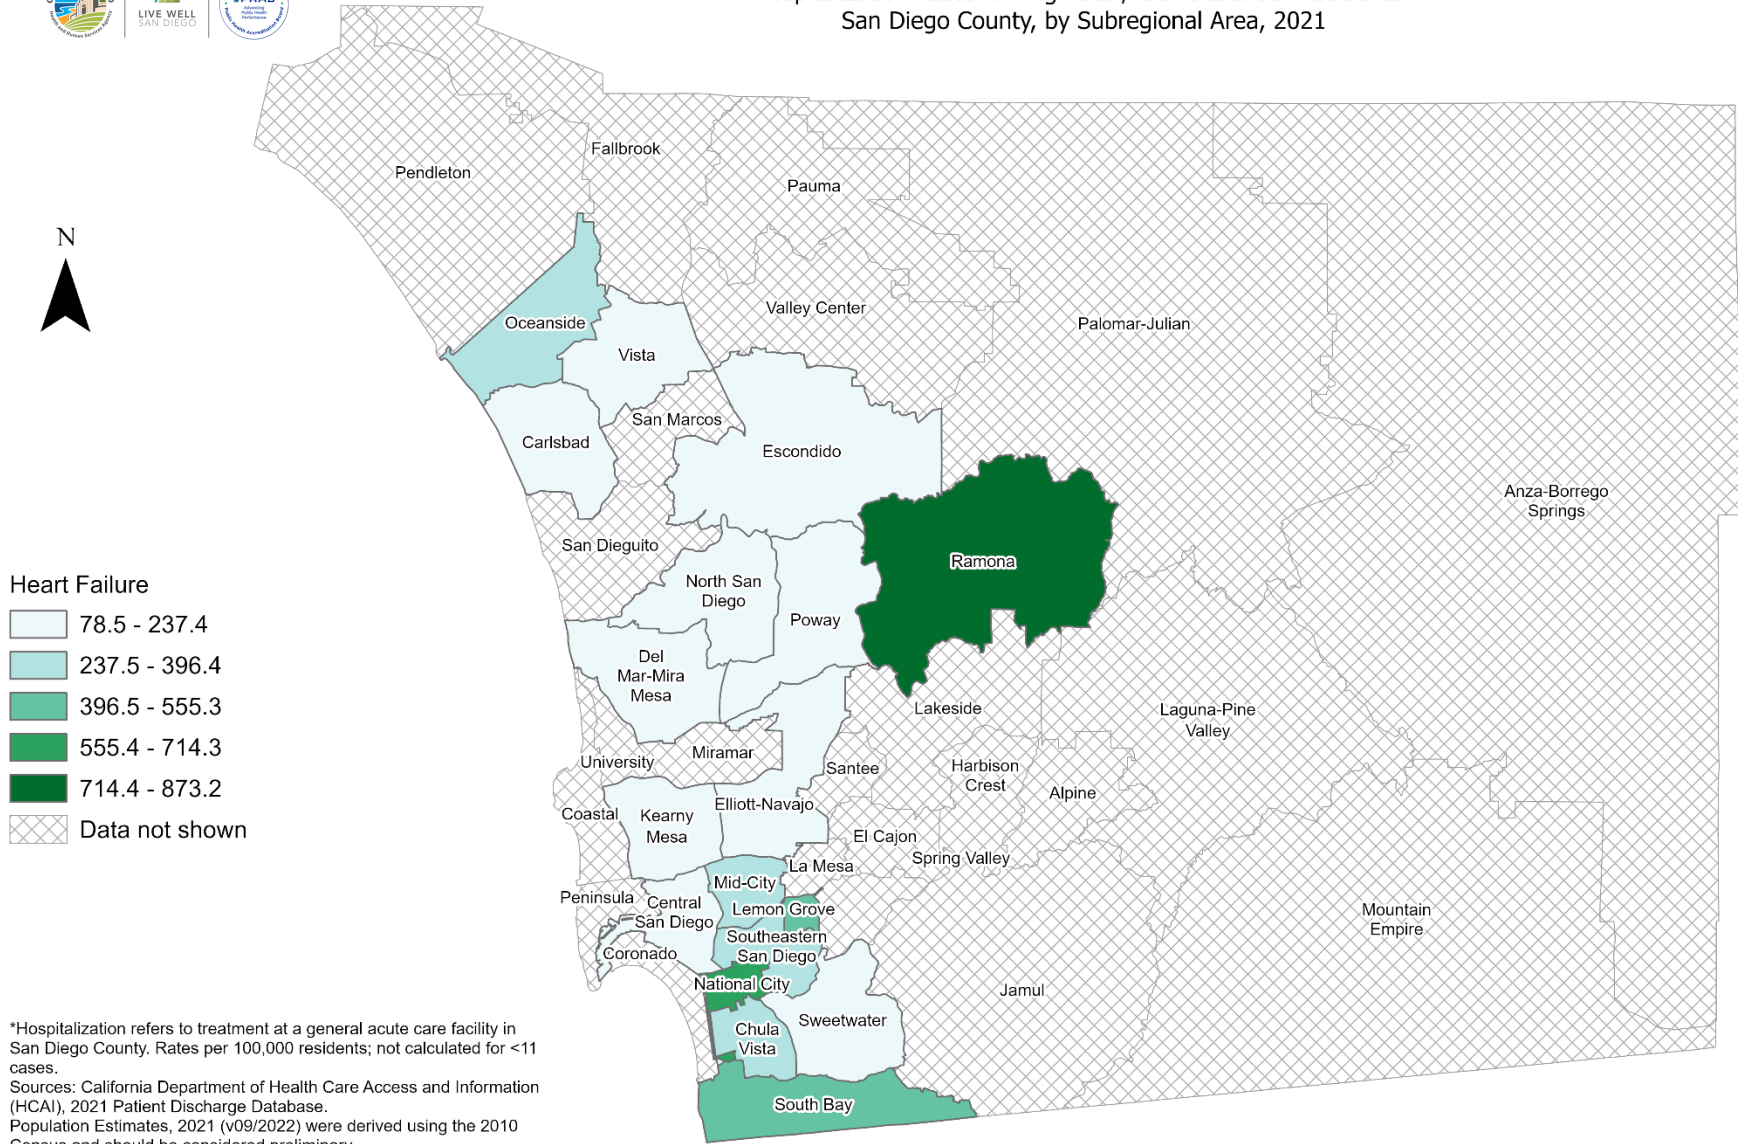 LIVE WELL
SAN DIEGO
San Diego County, by Subregional Area, 2021
N
Pendleton
Fallbrook
Pauma
Oceanside
Vista
Valley Center
Palomar-Julian
San Marcos
Carlsbad
Escondido
Anza-Borrego
Springs
San Dieguito
Ramona
North San
Diego
Poway
Del
Mar-Mira
Mesa
Lakeside
Laguna-Pine
Valley
University
Miramar
Santee
Harbison
Crest
Alpine
Coastal
Kearny
Mesa
Elliott-Navajo
El Cajon
Spring Valley
La Mesa
Mid-City
Peninsula
Central
San Diego
Lemon Grove
Mountain
Empire
Southeastern
San Diego
Coronado
National City
Jamul
Sweetwater
Chula
Vista
South Bay
Heart Failure
78.5 - 237.4
237.5 - 396.4
396.5 - 555.3
555.4 - 714.3
714.4 - 873.2
Data not shown
*Hospitalization refers to treatment at a general acute care facility in
San Diego County. Rates per 100,000 residents; not calculated for <11
cases.
Sources: California Department of Health Care Access and Information
(HCAI), 2021 Patient Discharge Database.
Population Estimates, 2021 (v09/2022) were derived using the 2010
Census and should be considered preliminary